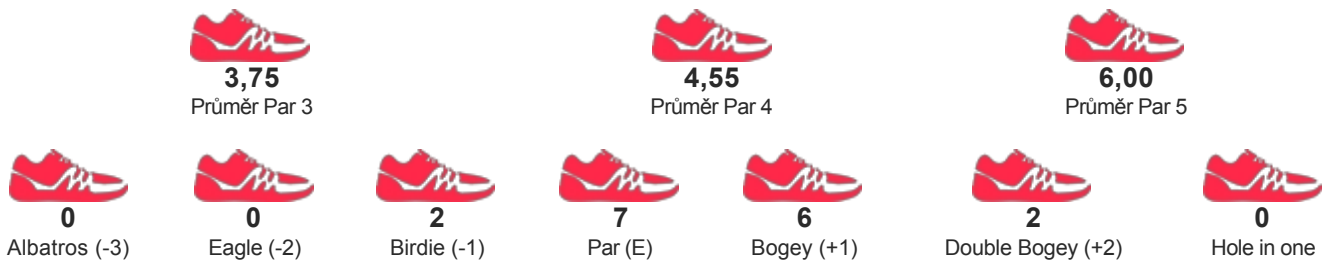 3,75 4,55 6,00
Průměr Par 3 Průměr Par 4 Průměr Par 5
0 0 2 7 6 2 0
Albatros (-3) Eagle (-2) Birdie (-1) Par (E) Bogey (+1) Double Bogey (+2) Hole in one